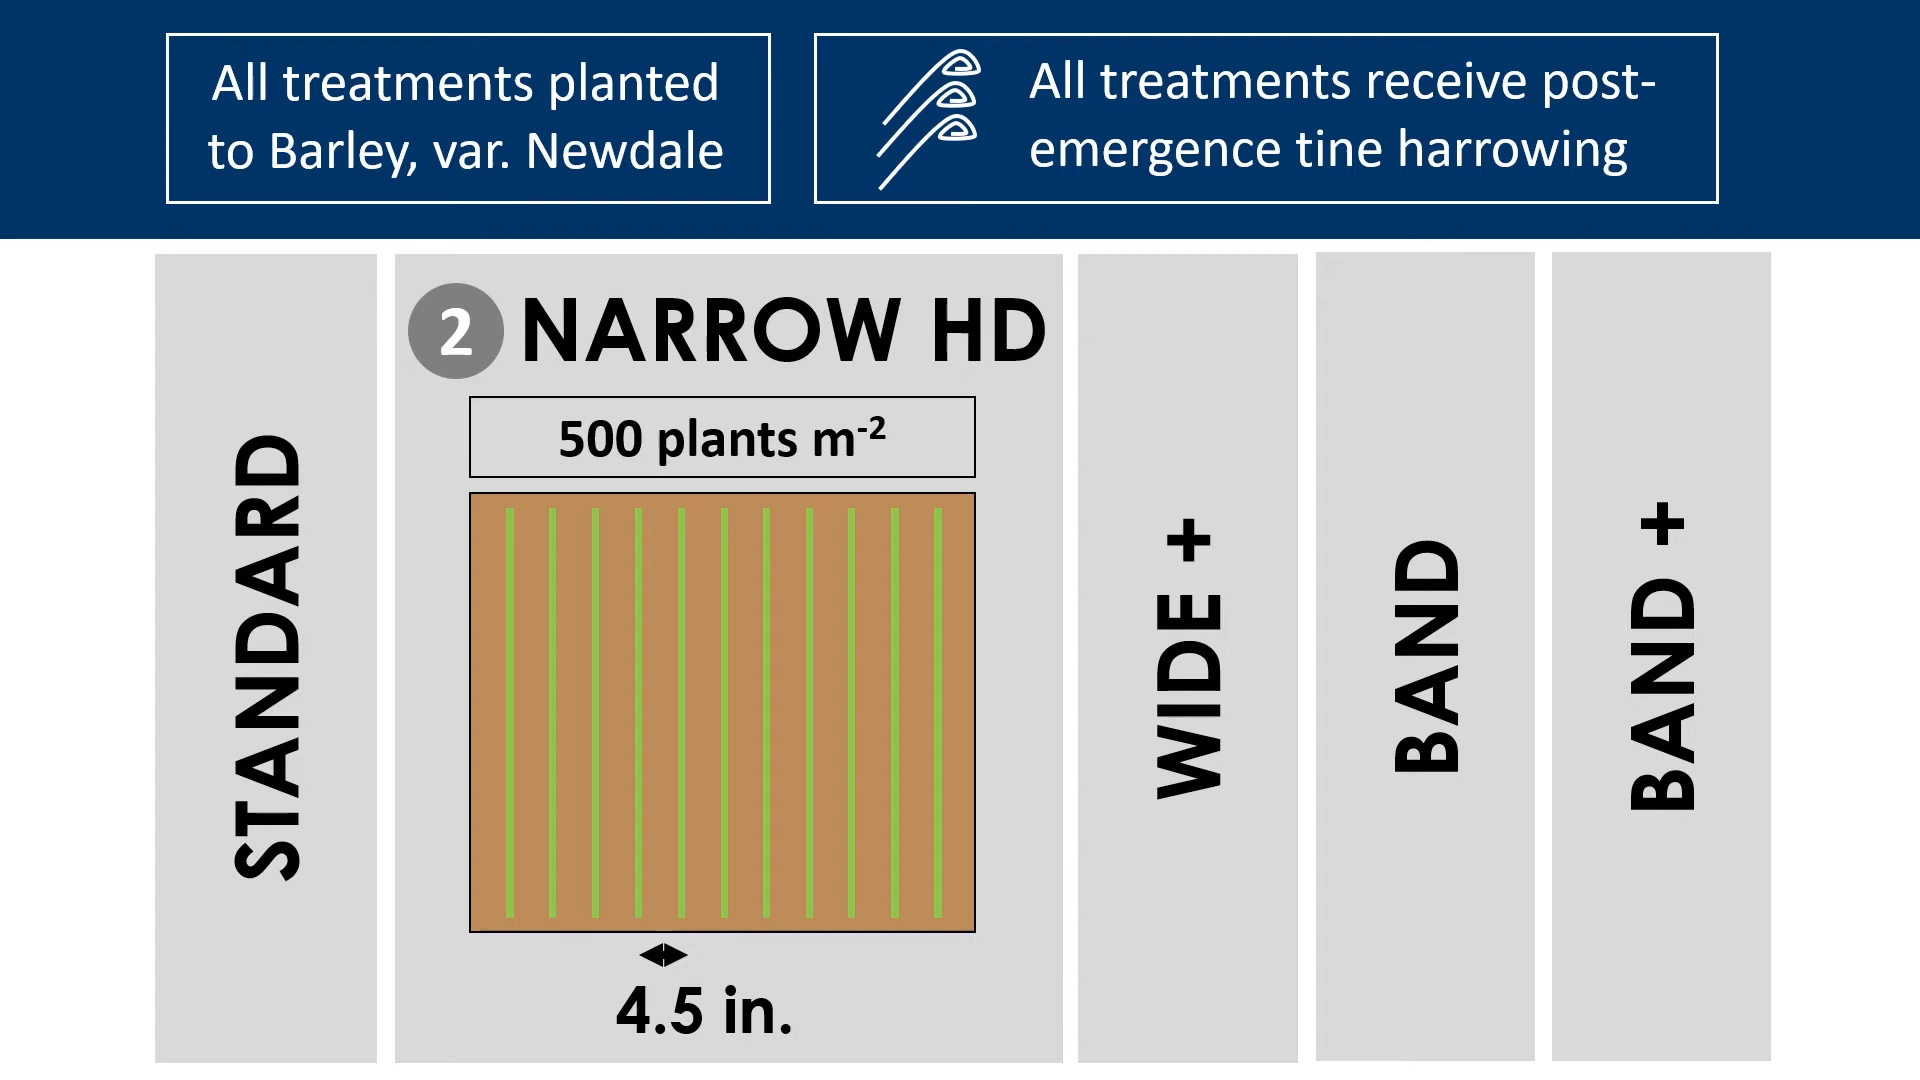 All treatments planted
to Barley, var. Newdale
All treatments receive post-
emergence tine harrowing
STANDARD
2 NARROW HD
500 plants m⁻²
4.5 in.
WIDE +
BAND
BAND +